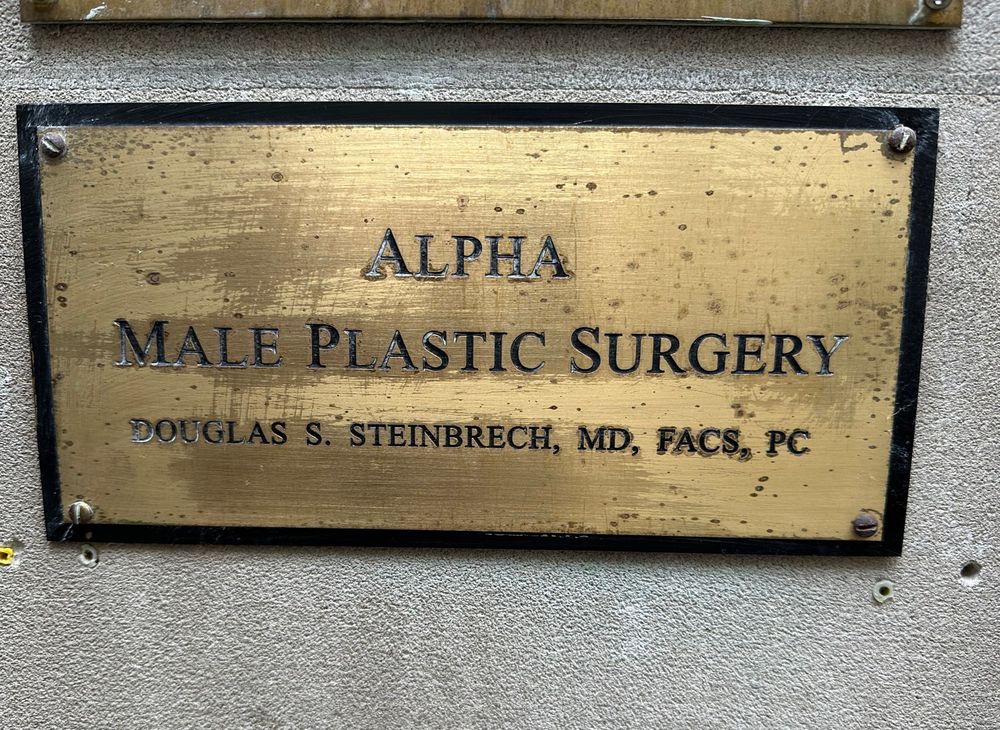 ALPHA
MALE PLASTIC SURGERY
DOUGLAS S. STEINBRECH, MD, FACS, PC